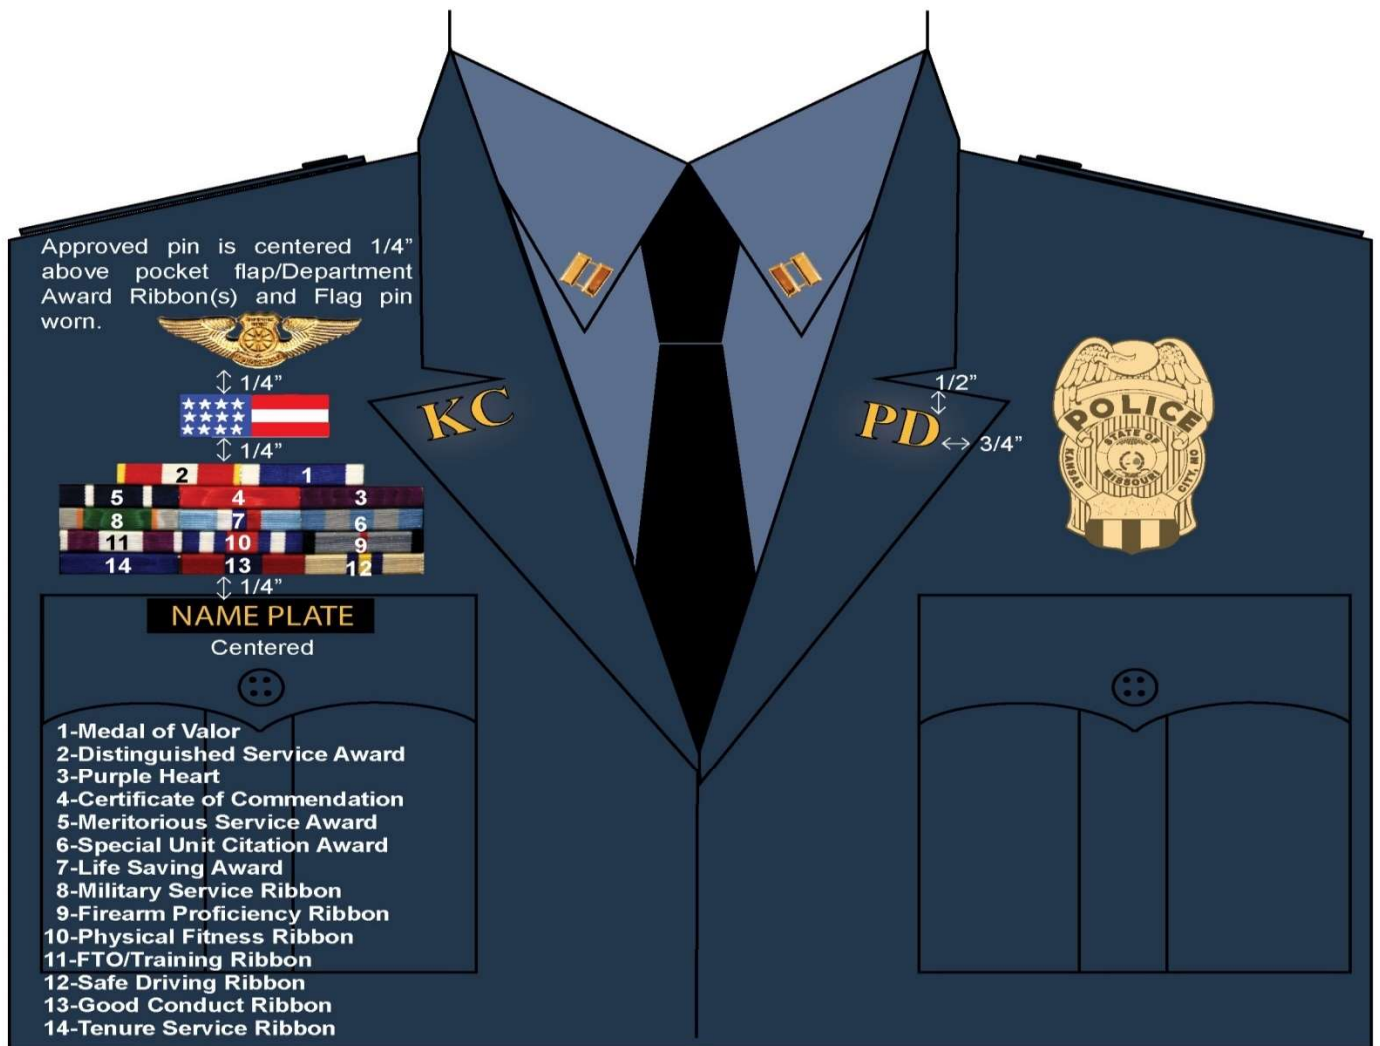 Approved pin is centered 1/4”
above pocket flap/Department
Award Ribbon(s) and Flag pin
worn.
1/4”
1/4”
2 1
5 4 3
8 7 6
11 10 9
14 13 12
1/4”
NAME PLATE
Centered
KC
PD
1/2”
3/4”
POLICE
STATE OF
MISSOURI
KANSAS
CITY, MO
1-Medal of Valor
2-Distinguished Service Award
3-Purple Heart
4-Certificate of Commendation
5-Meritorious Service Award
6-Special Unit Citation Award
7-Life Saving Award
8-Military Service Ribbon
9-Firearm Proficiency Ribbon
10-Physical Fitness Ribbon
11-FTO/Training Ribbon
12-Safe Driving Ribbon
13-Good Conduct Ribbon
14-Tenure Service Ribbon